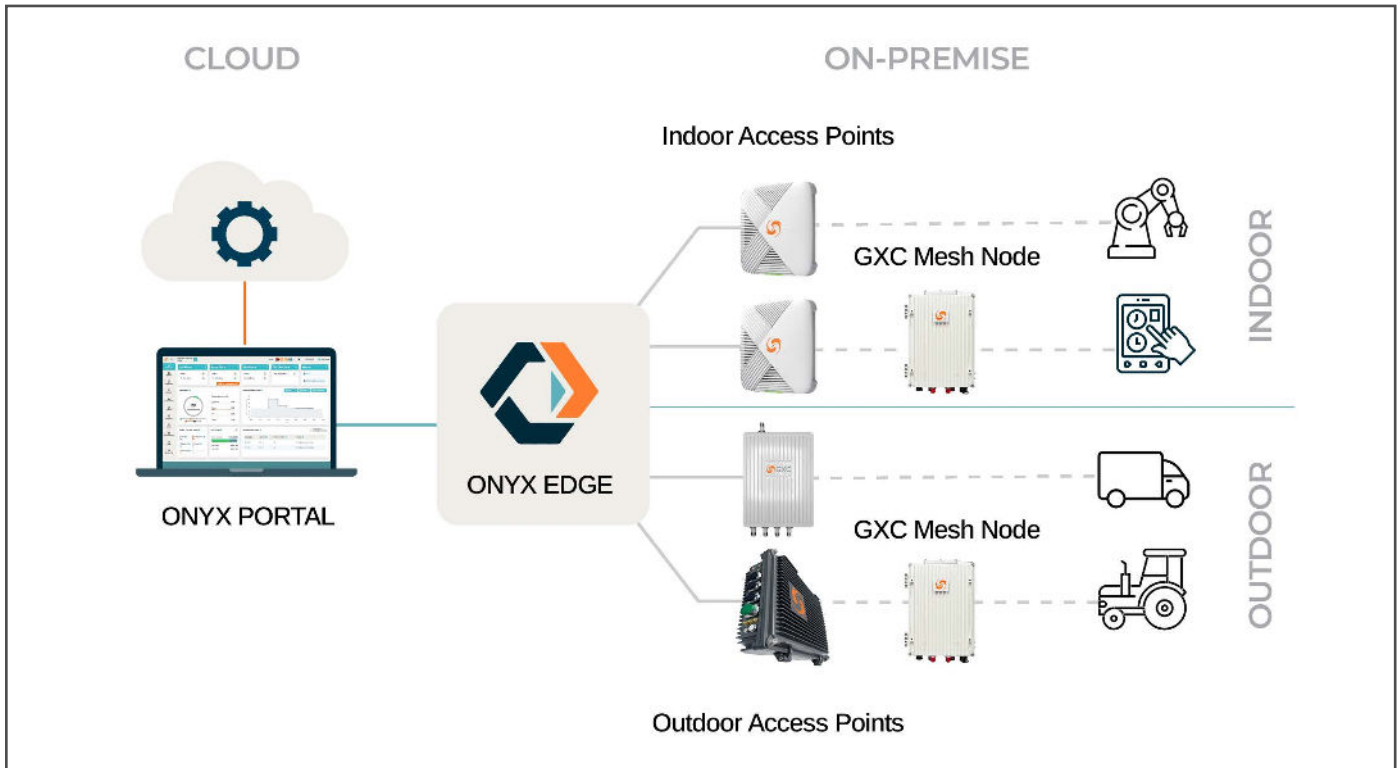 CLOUD
ON-PREMISE
Indoor Access Points
GXC Mesh Node
INDOOR
ONYX EDGE
ONYX PORTAL
GXC
GXC Mesh Node
OUTDOOR
Outdoor Access Points